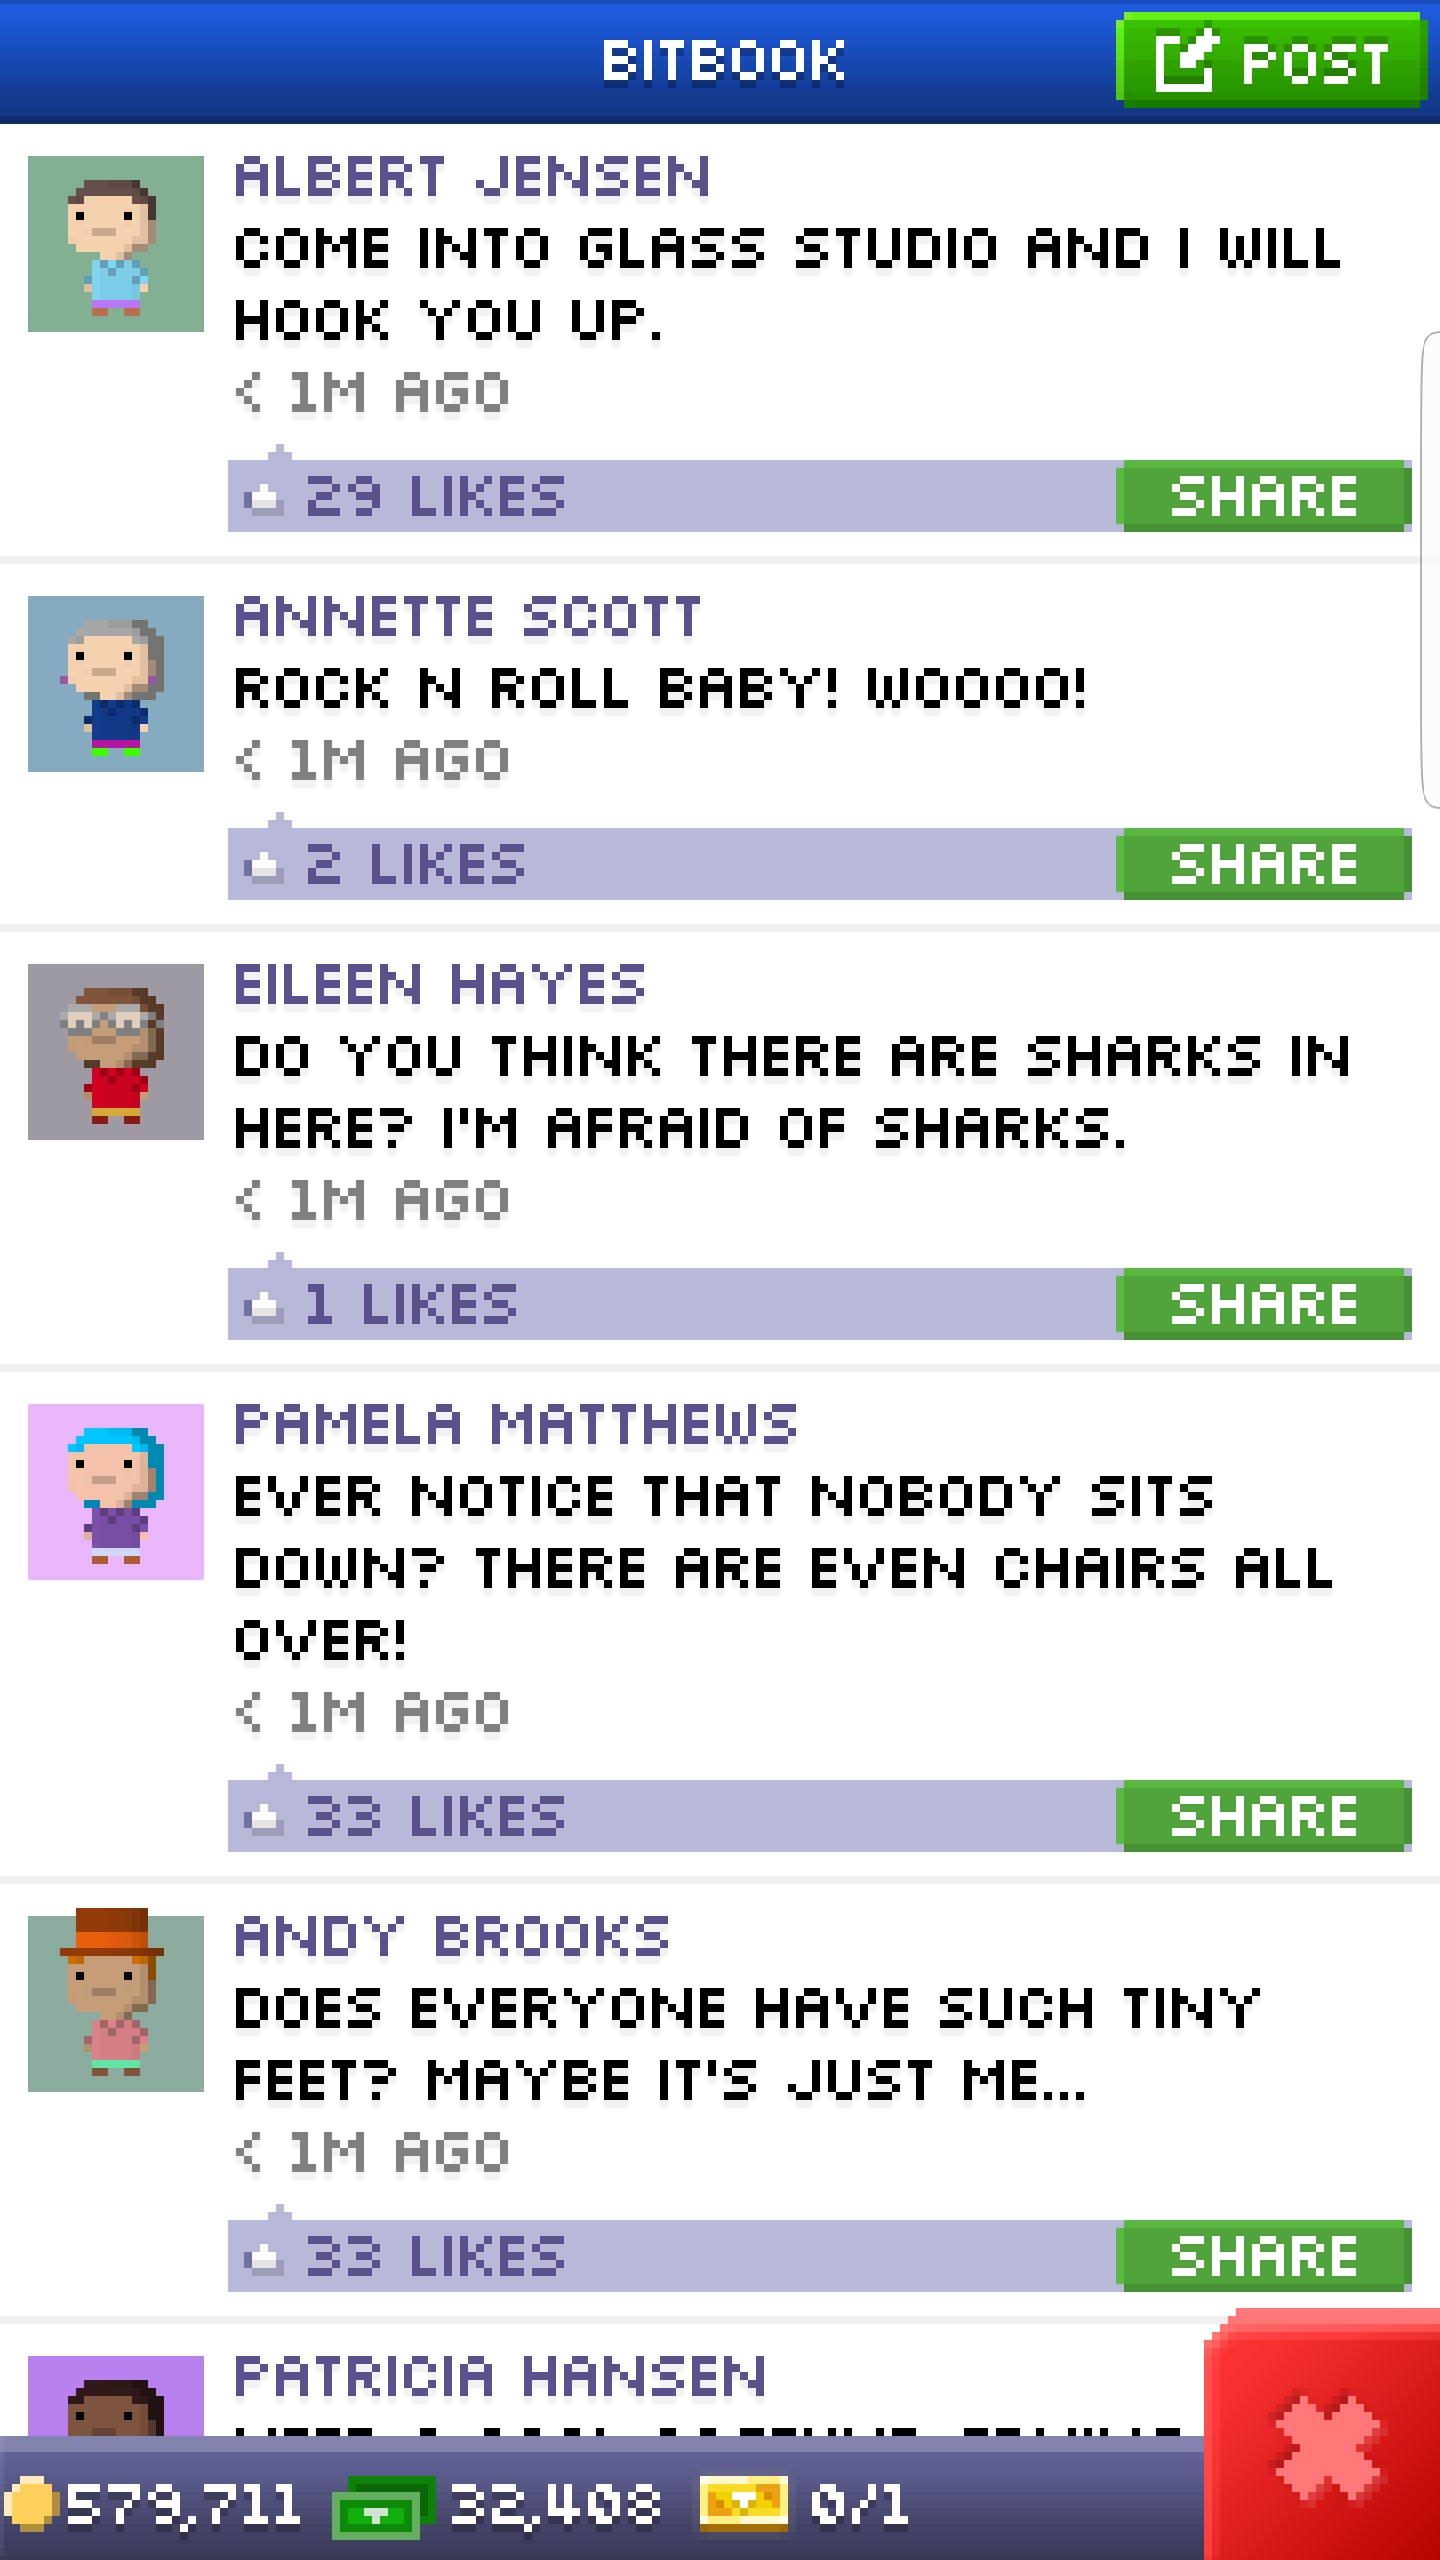 BITBOOK
POST
ALBERT JENSEN
COME INTO GLASS STUDIO AND I WILL
HOOK YOU UP.
< 1M AGO
29 LIKES
SHARE
ANNETTE SCOTT
ROCK N ROLL BABY! WOOOO!
< 1M AGO
2 LIKES
SHARE
EILEEN HAYES
DO YOU THINK THERE ARE SHARKS IN
HERE? I'M AFRAID OF SHARKS.
< 1M AGO
1 LIKES
SHARE
PAMELA MATTHEWS
EVER NOTICE THAT NOBODY SITS
DOWN? THERE ARE EVEN CHAIRS ALL
OVER!
< 1M AGO
33 LIKES
SHARE
ANDY BROOKS
DOES EVERYONE HAVE SUCH TINY
FEET? MAYBE IT'S JUST ME...
< 1M AGO
33 LIKES
SHARE
PATRICIA HANSEN
579,711
32,408
0/1